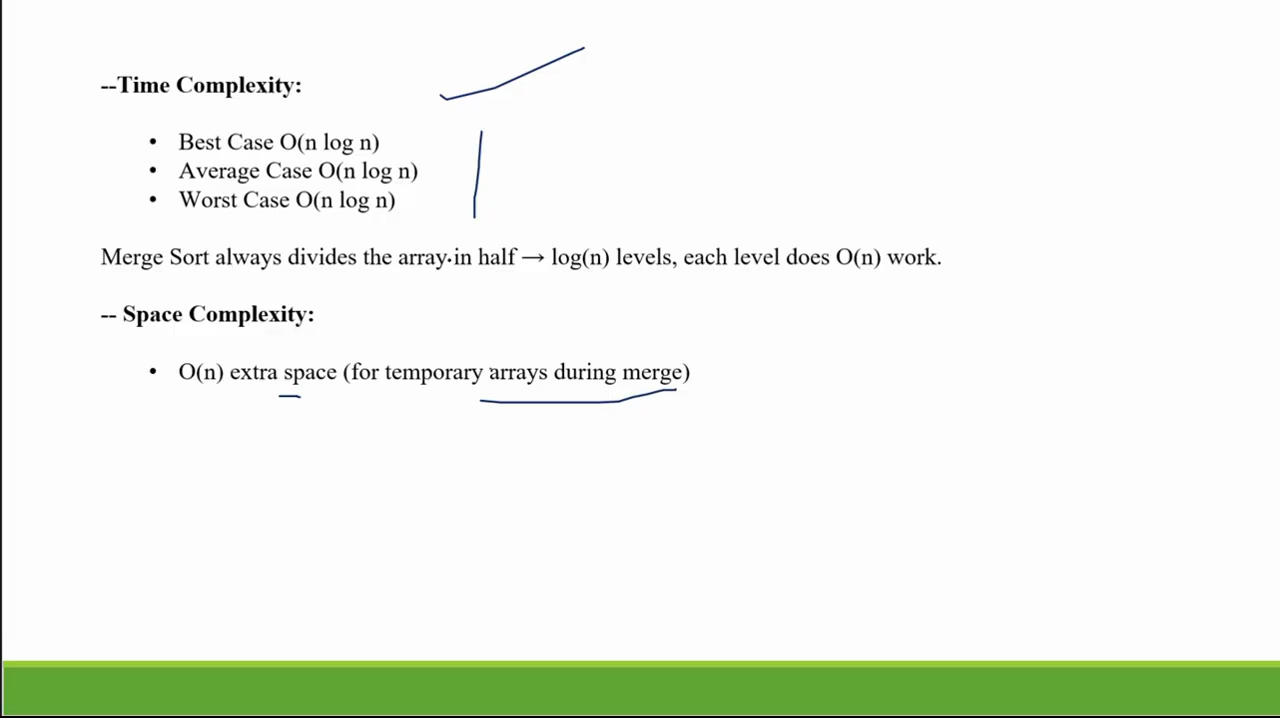 --Time Complexity:
• Best Case O(n log n)
• Average Case O(n log n)
• Worst Case O(n log n)
Merge Sort always divides the array in half → log(n) levels, each level does O(n) work.
-- Space Complexity:
• O(n) extra space (for temporary arrays during merge)